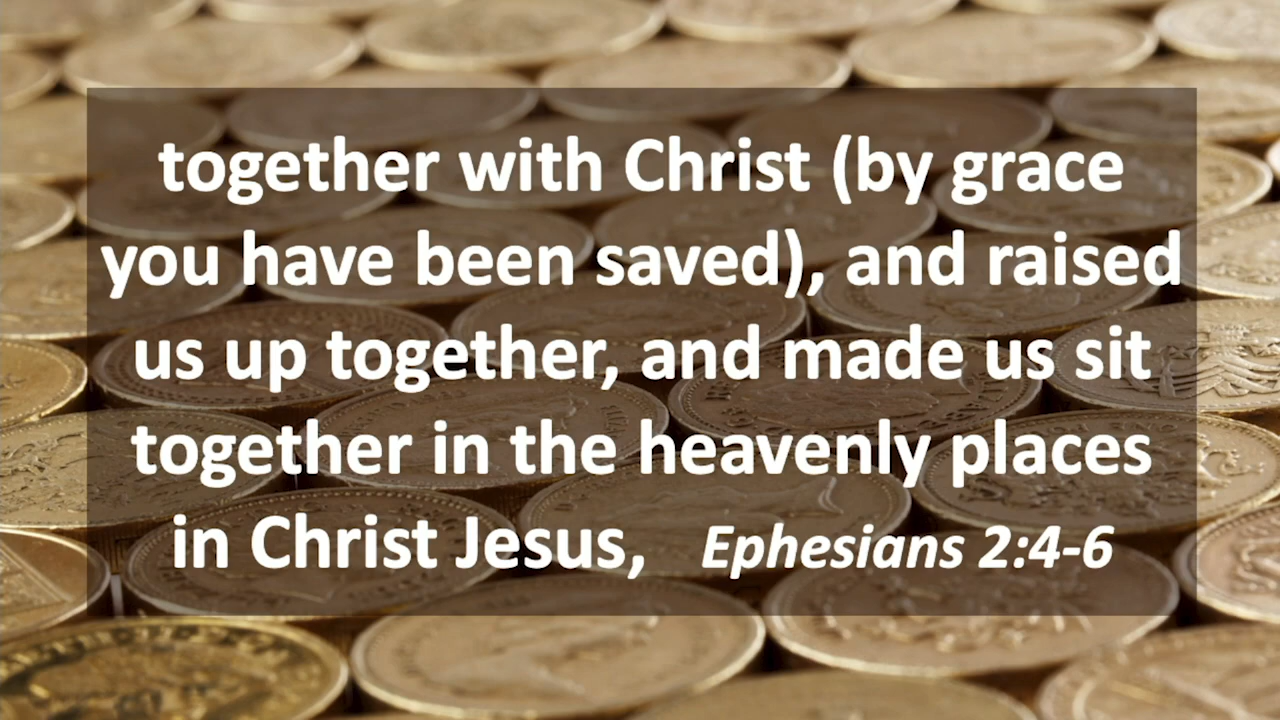 together with Christ (by grace
you have been saved), and raised
us up together, and made us sit
together in the heavenly places
in Christ Jesus, Ephesians 2:4-6